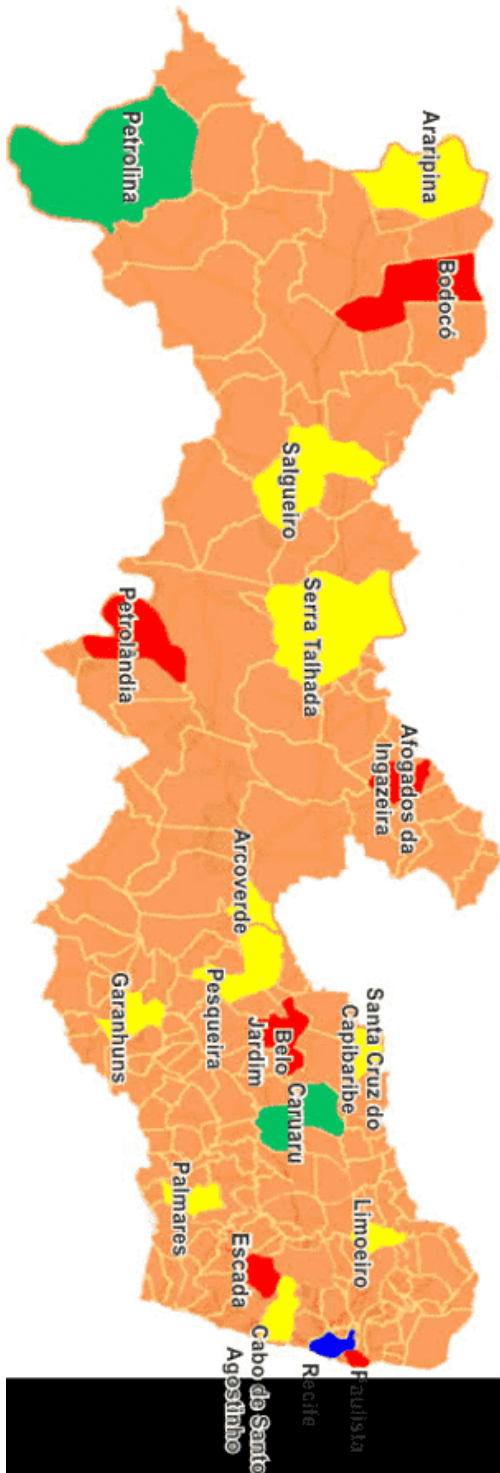 Araripina
Petrolina
Bodocó
Salgueiro
Serra Talhada
Petrolândia
Afogados da
Ingazeira
Arcoverde
Pesqueira
Garanhuns
Santa Cruz do
Capibaribe
Belo
Jardim
Caruaru
Palmares
Limoeiro
Escada
Cabo de Santo
Agostinho
Recife
Paulista